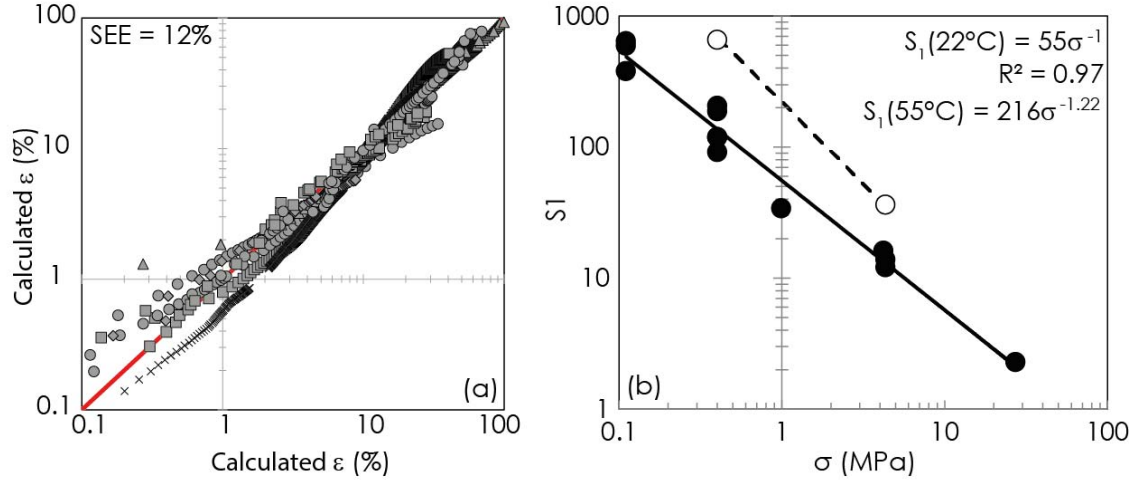 100
SEE = 12%
10
1
0.1
Calculated ε (%)
(a)
0.1
1
10
100
Calculated ε (%)
1000
100
10
1
S1
S₁(22°C) = 55σ⁻¹
R² = 0.97
S₁(55°C) = 216σ⁻¹·²²
(b)
0.1
1
10
100
σ (MPa)